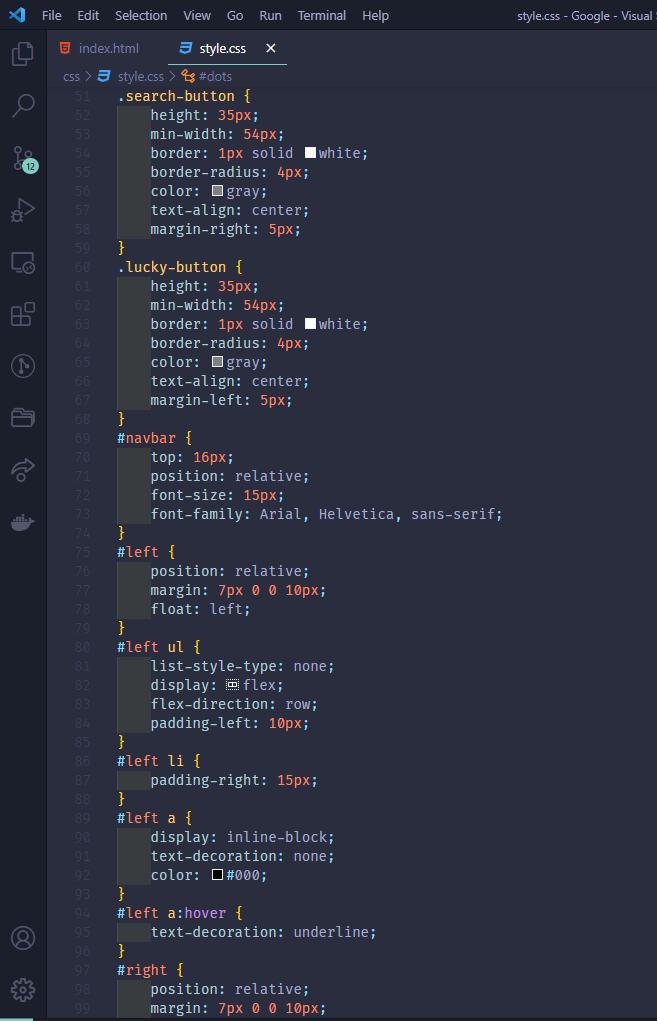 File Edit Selection View Go Run Terminal Help style.css - Google - Visual
index.html style.css
css > style.css > #dots
12
51 .search-button {
52 height: 35px;
53 min-width: 54px;
54 border: 1px solid white;
55 border-radius: 4px;
56 color: gray;
57 text-align: center;
58 margin-right: 5px;
59 }
60 .lucky-button {
61 height: 35px;
62 min-width: 54px;
63 border: 1px solid white;
64 border-radius: 4px;
65 color: gray;
66 text-align: center;
67 margin-left: 5px;
68 }
69 #navbar {
70 top: 16px;
71 position: relative;
72 font-size: 15px;
73 font-family: Arial, Helvetica, sans-serif;
74 }
75 #left {
76 position: relative;
77 margin: 7px 0 0 10px;
78 float: left;
79 }
80 #left ul {
81 list-style-type: none;
82 display: flex;
83 flex-direction: row;
84 padding-left: 10px;
85 }
86 #left li {
87 padding-right: 15px;
88 }
89 #left a {
90 display: inline-block;
91 text-decoration: none;
92 color: #000;
93 }
94 #left a:hover {
95 text-decoration: underline;
96 }
97 #right {
98 position: relative;
99 margin: 7px 0 0 10px;